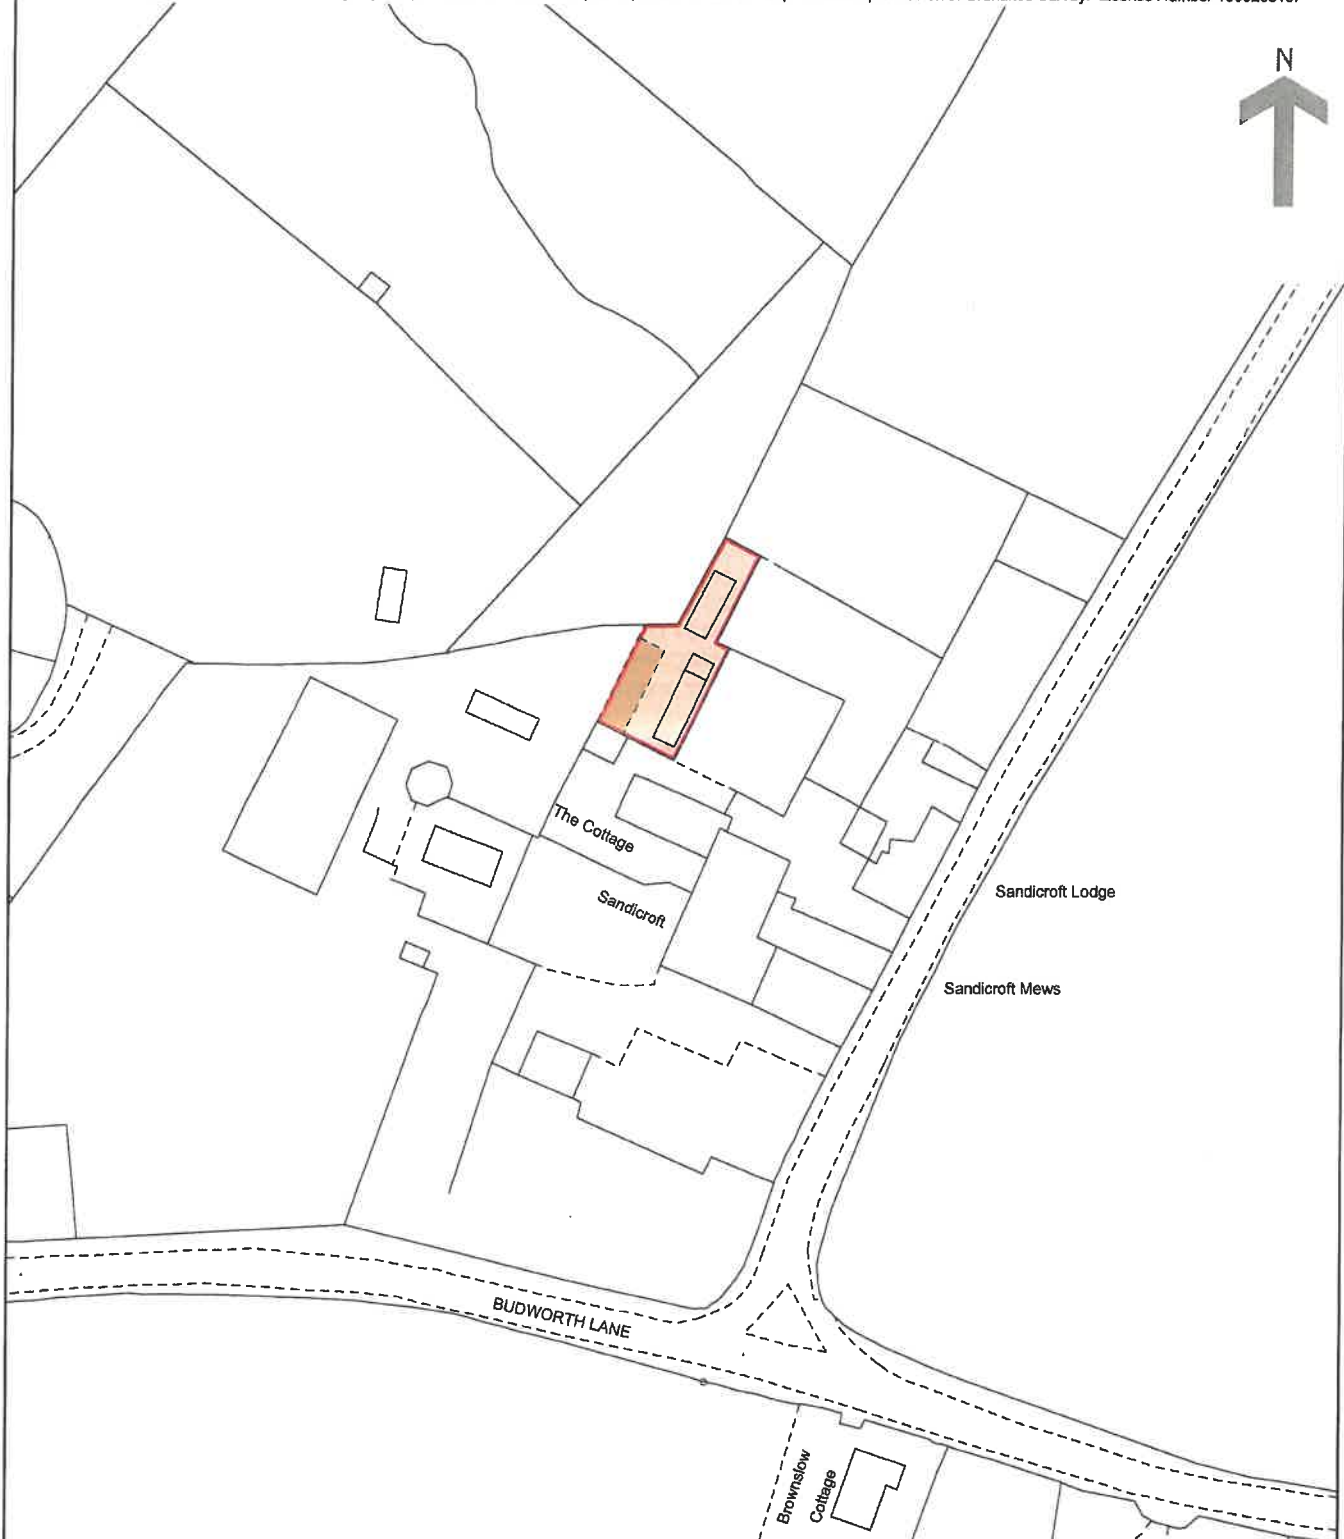 N
The Cottage
Sandicroft
Sandicroft Lodge
Sandicroft Mews
BUDWORTH LANE
Brownslow
Cottage